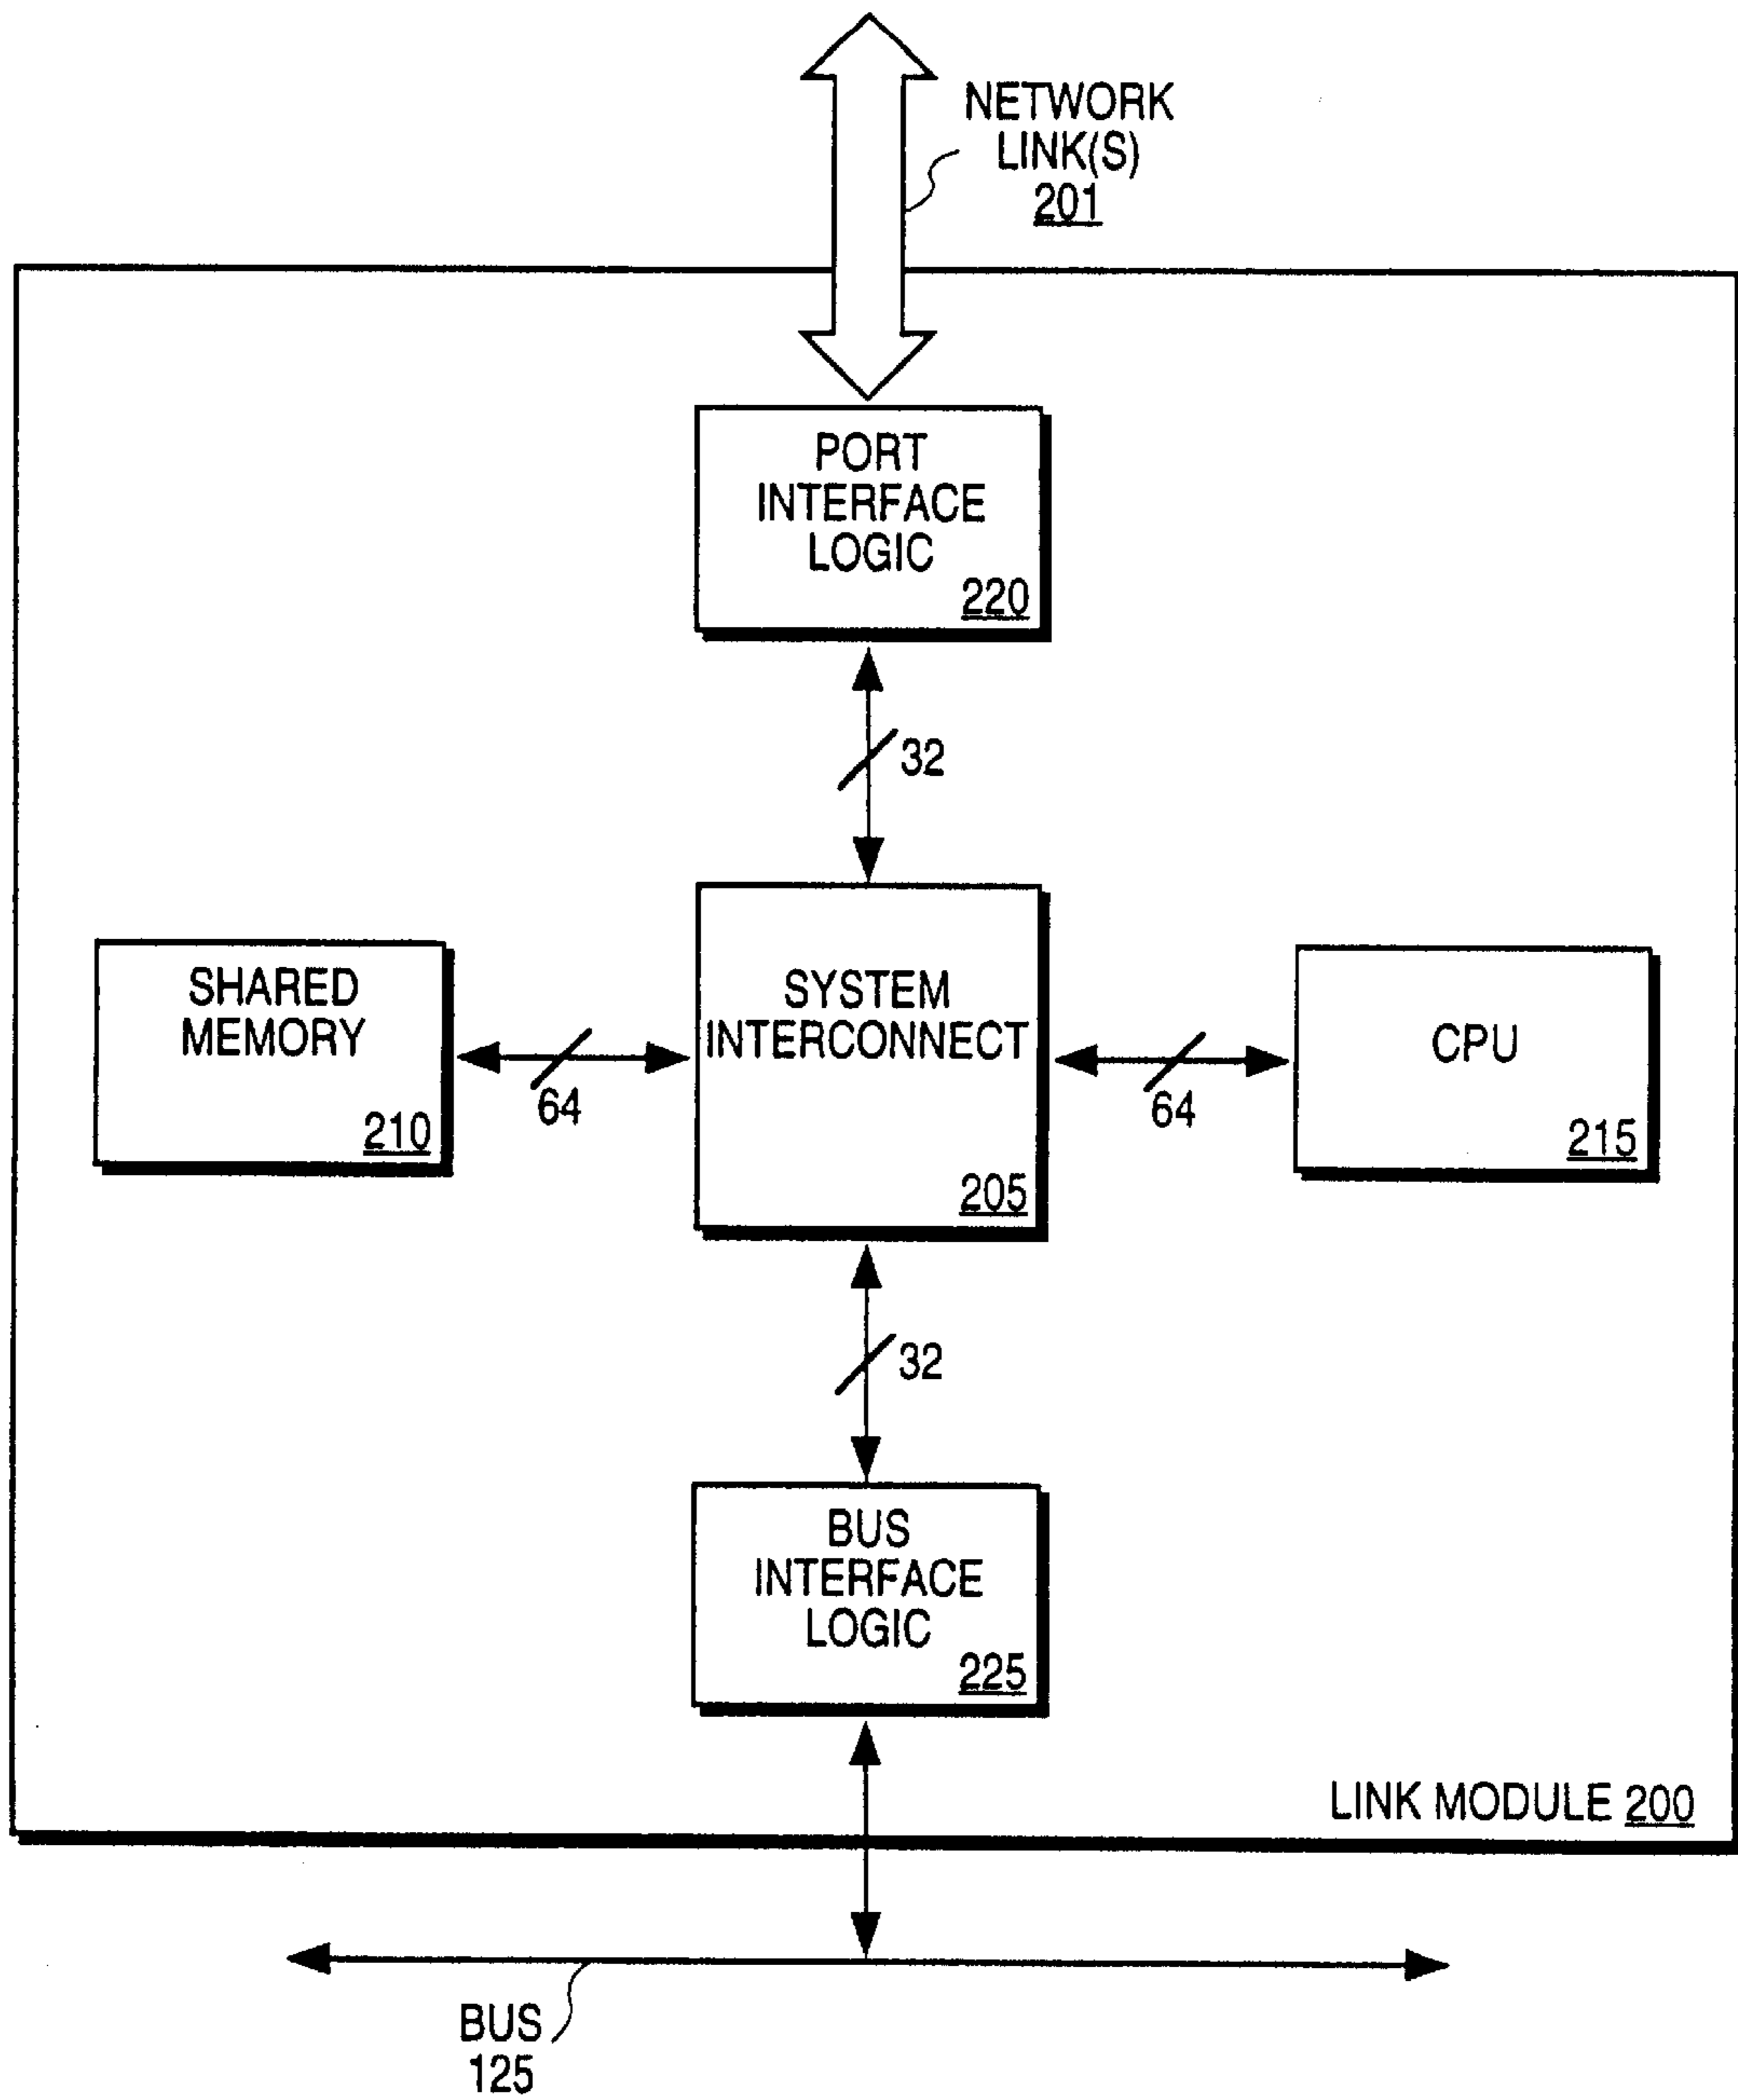 NETWORK
LINK(S)
201
PORT
INTERFACE
LOGIC
220
32
SHARED
MEMORY
210
64
SYSTEM
INTERCONNECT
205
64
CPU
215
32
BUS
INTERFACE
LOGIC
225
LINK MODULE 200
BUS
125